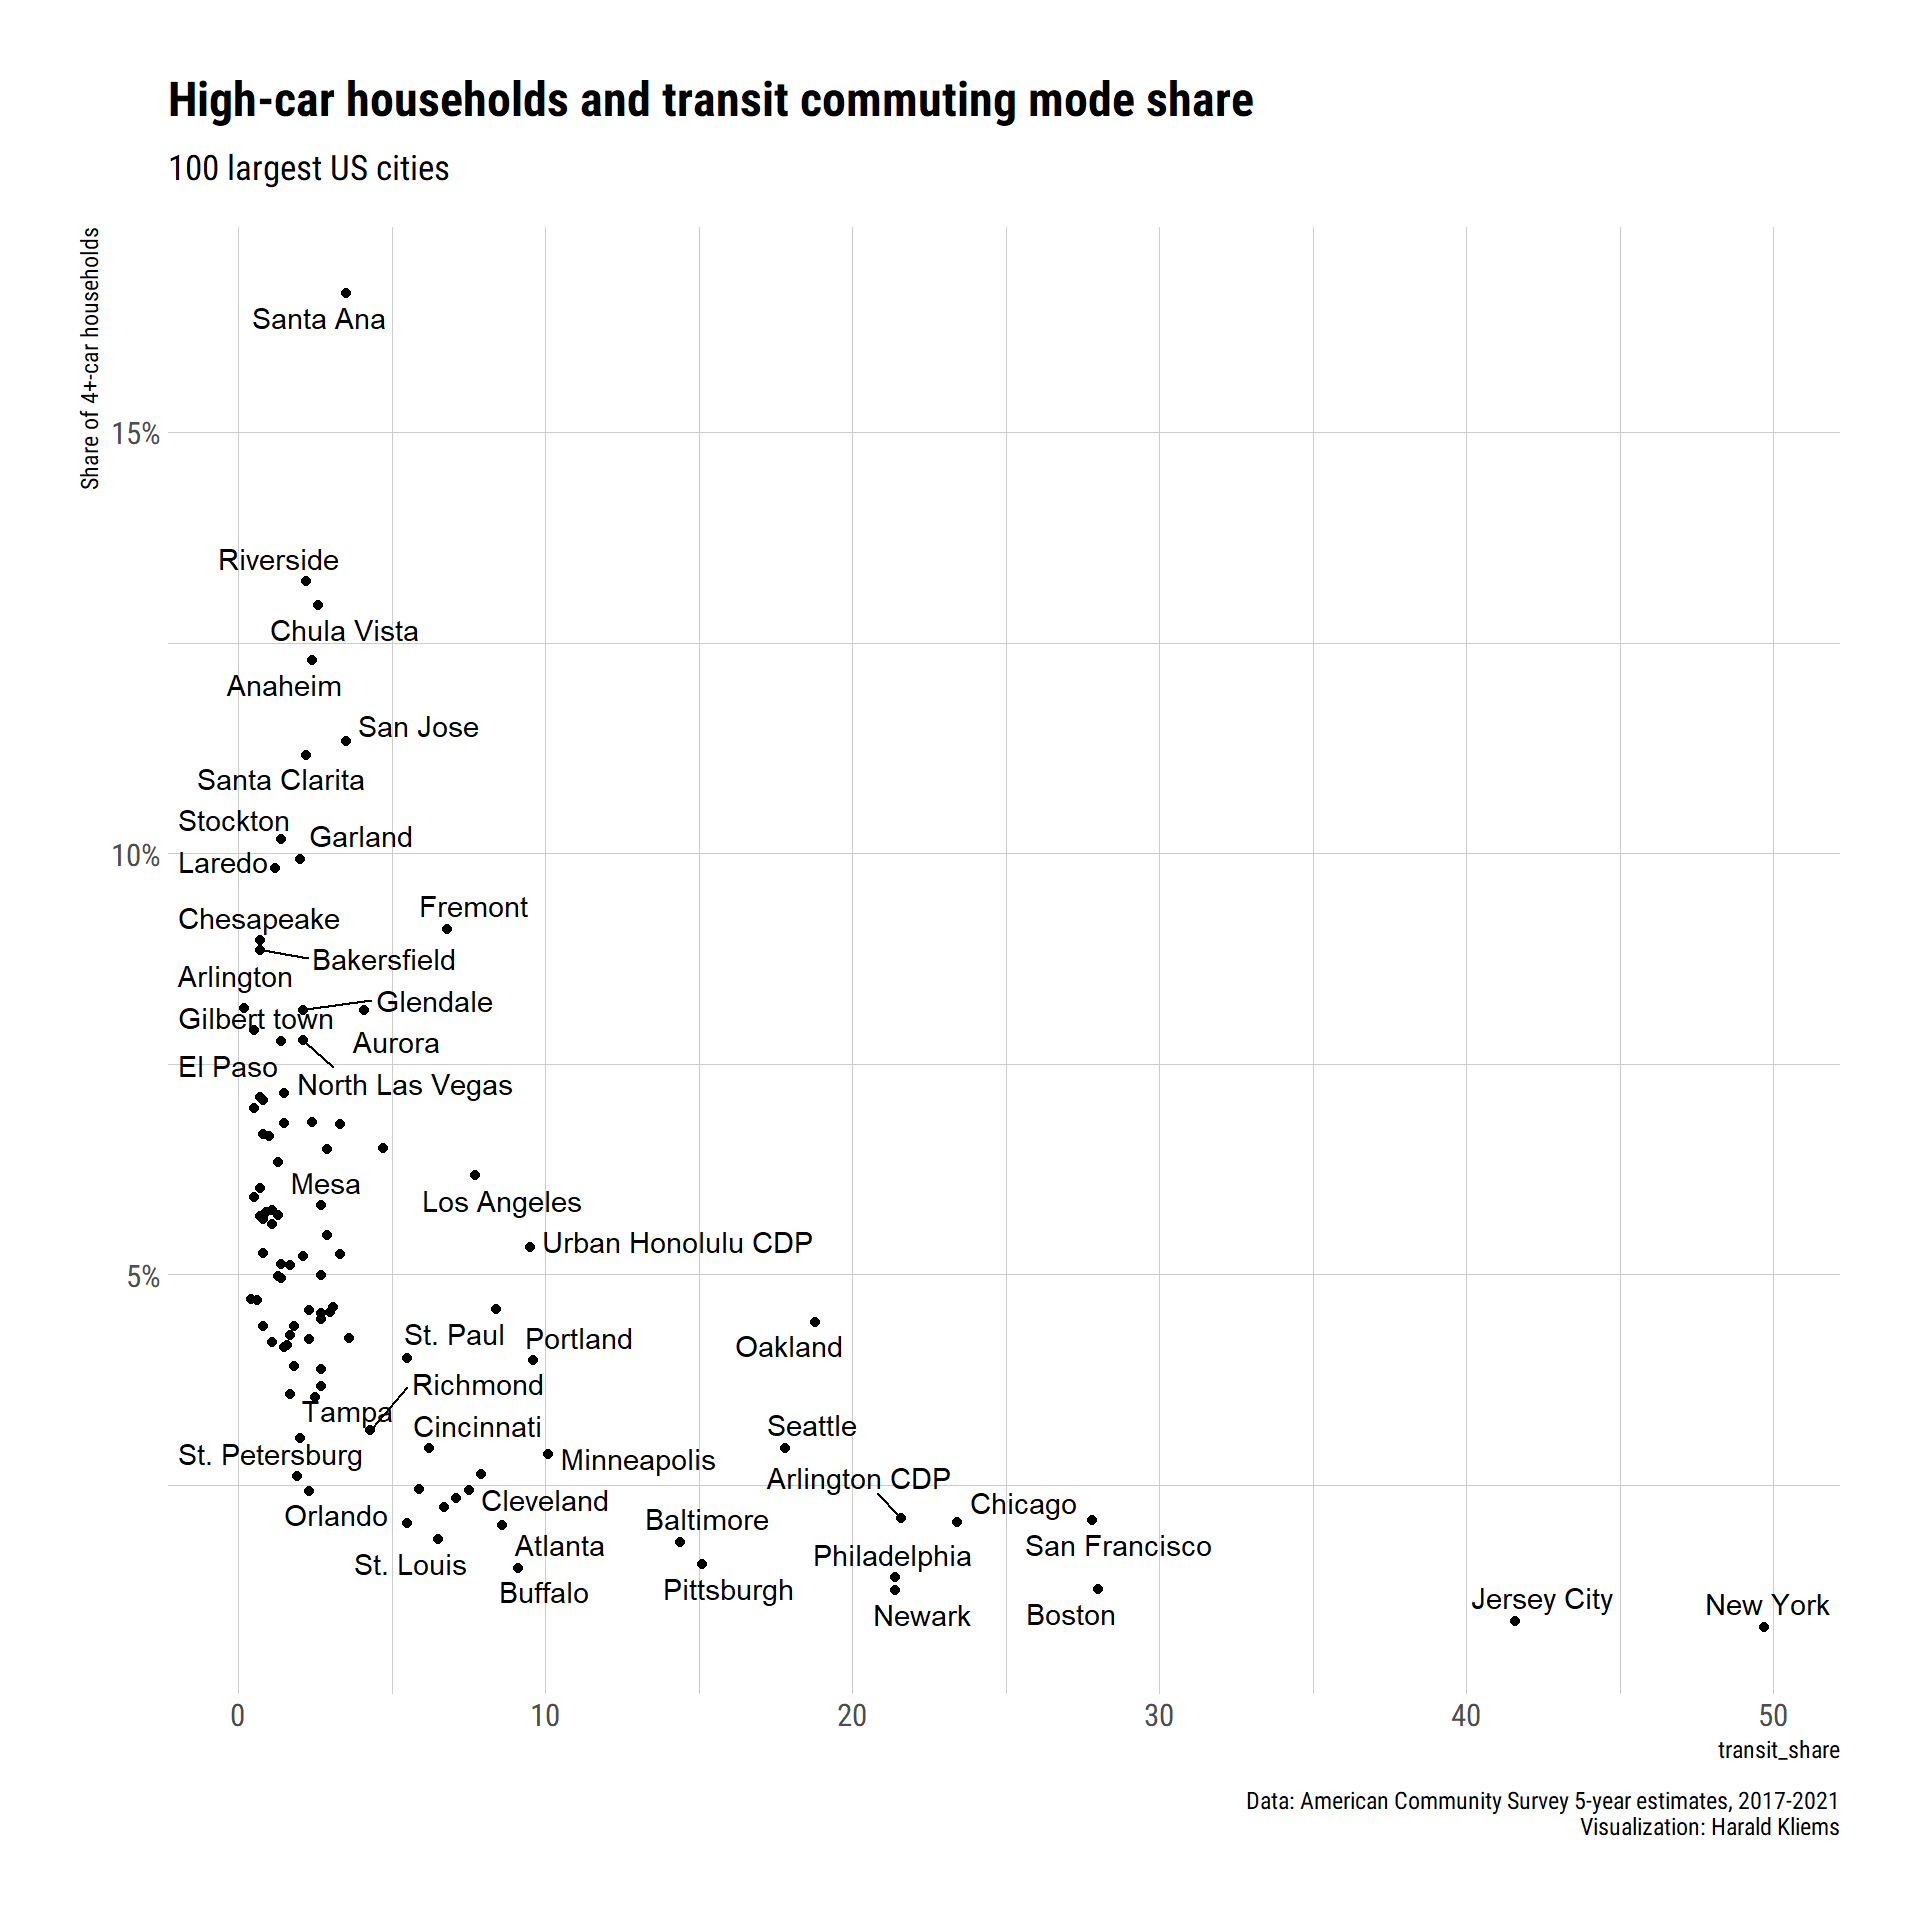 High-car households and transit commuting mode share
100 largest US cities
Share of 4+-car households
15%
10%
5%
Santa Ana
Riverside
Chula Vista
Anaheim
San Jose
Santa Clarita
Stockton
Garland
Laredo
Fremont
Chesapeake
Bakersfield
Arlington
Glendale
Gilbert town
Aurora
El Paso
North Las Vegas
Mesa
Los Angeles
Urban Honolulu CDP
St. Paul
Portland
Oakland
Richmond
Tampa
Cincinnati
Seattle
St. Petersburg
Minneapolis
Arlington CDP
Cleveland
Chicago
Orlando
Baltimore
Atlanta
San Francisco
St. Louis
Philadelphia
Buffalo
Pittsburgh
Jersey City
New York
Newark
Boston
0
10
20
30
40
50
transit_share
Data: American Community Survey 5-year estimates, 2017-2021
Visualization: Harald Kliems